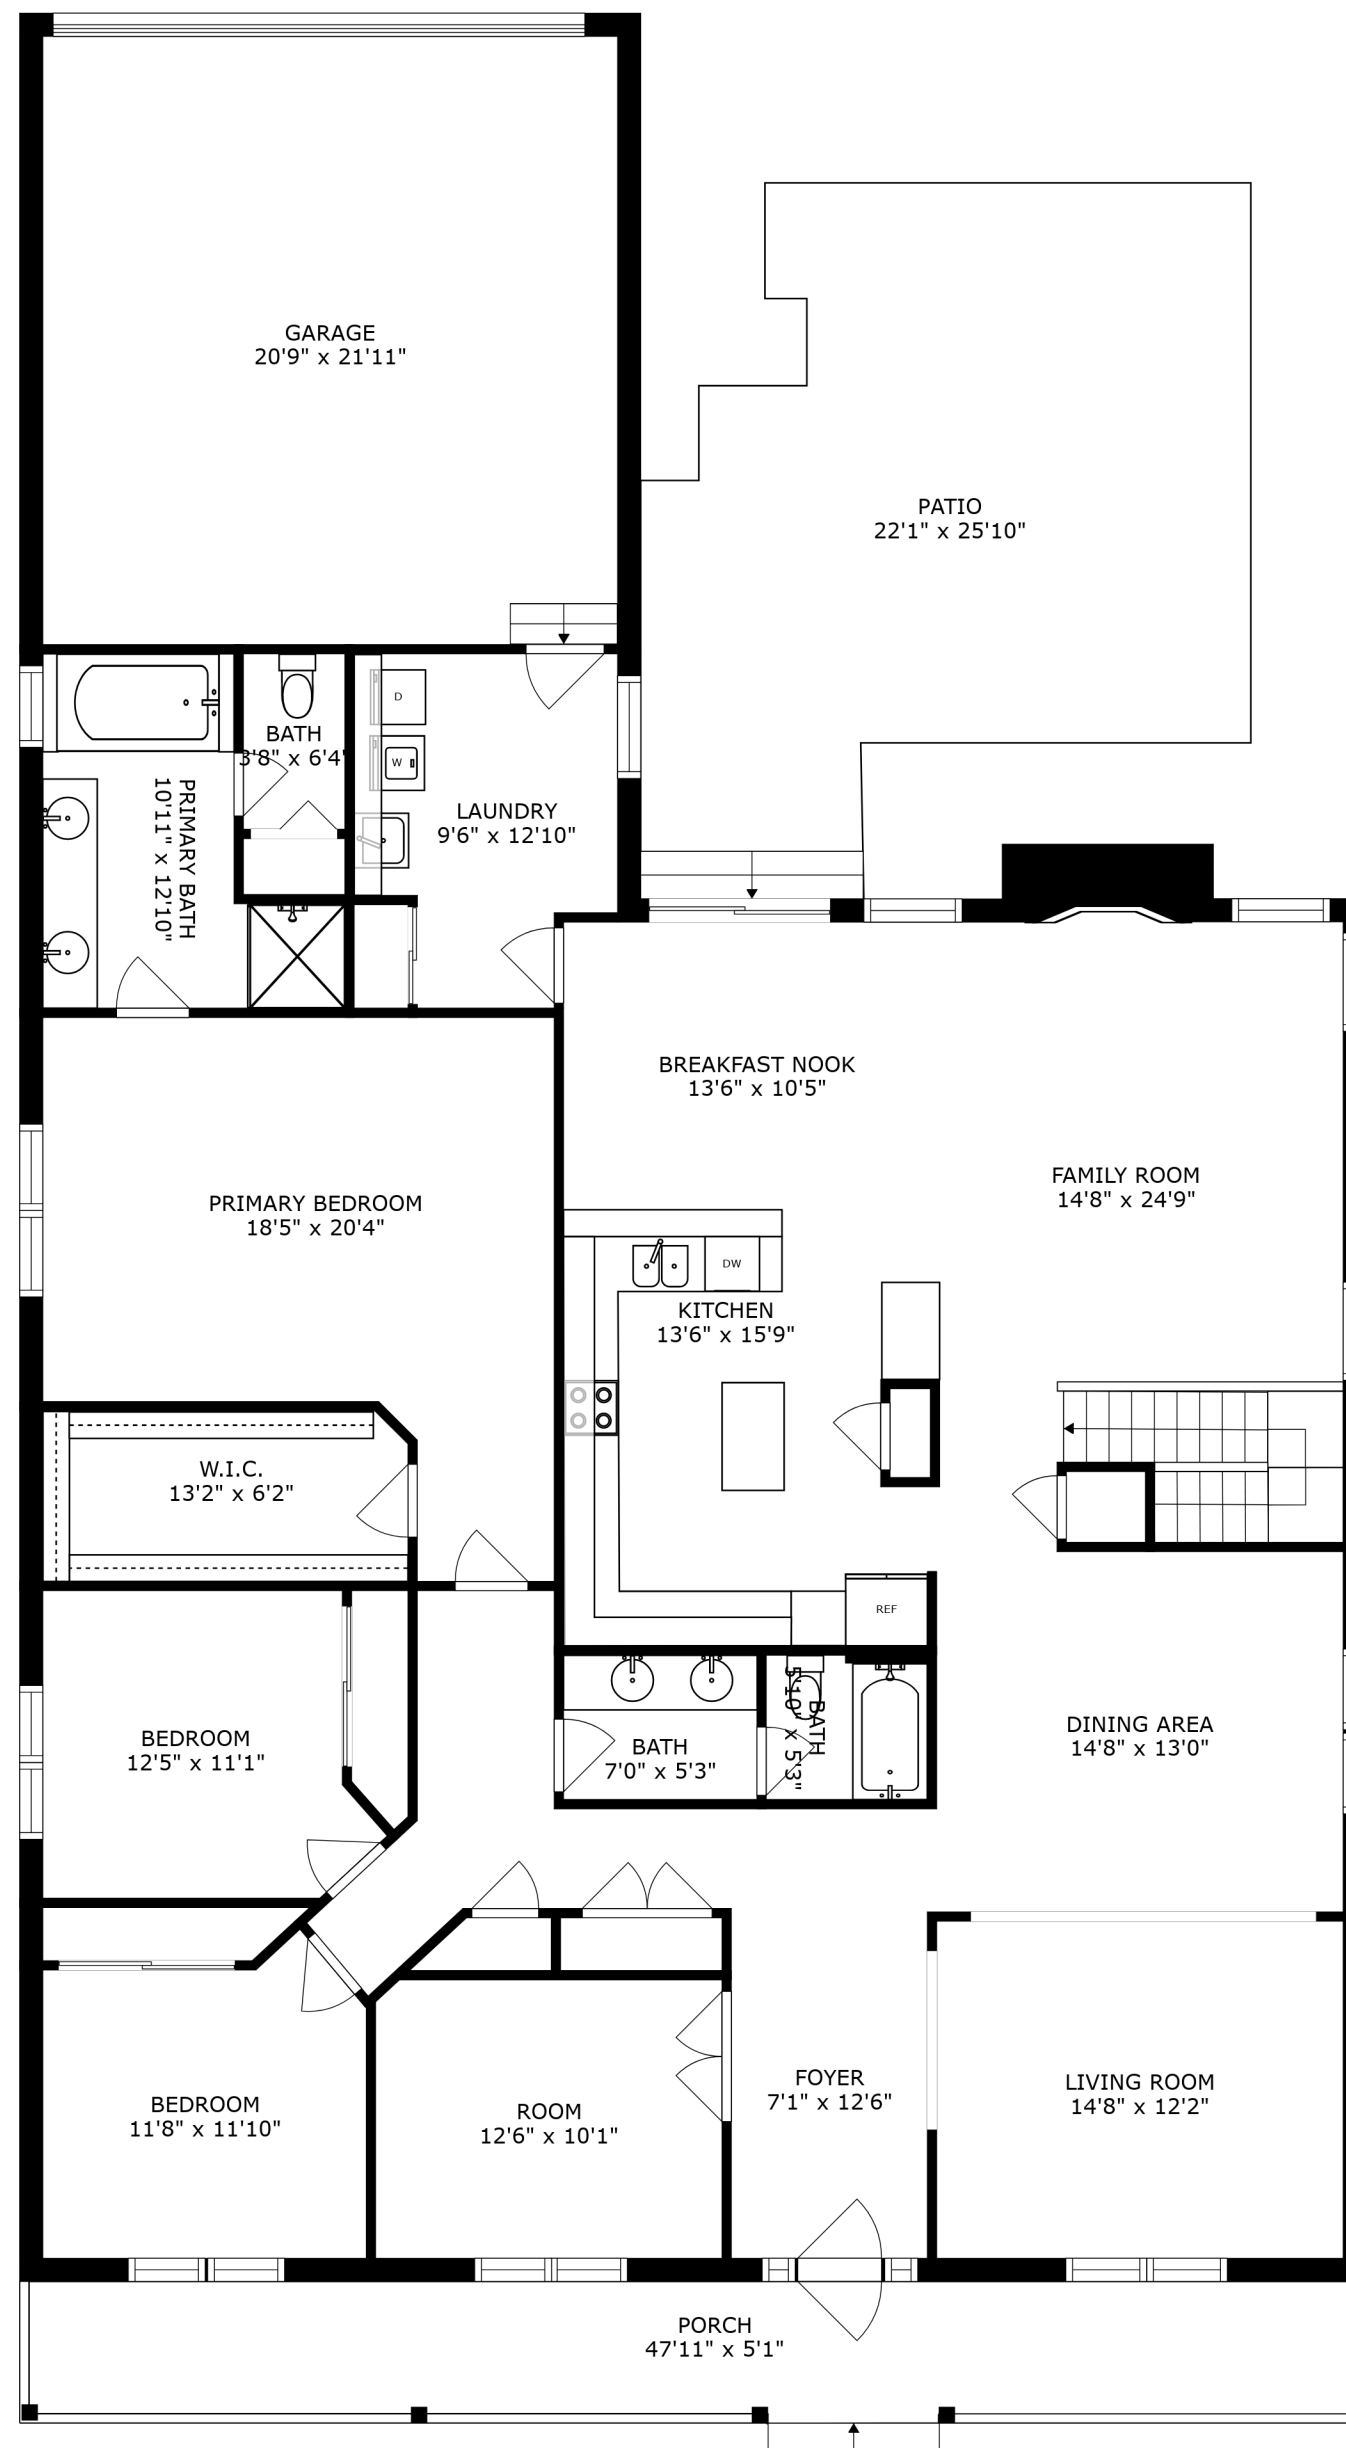 GARAGE
20'9" x 21'11"
PATIO
22'1" x 25'10"
D
BATH
3'8" x 6'4"
W
PRIMARY BATH
10'11" x 12'10"
LAUNDRY
9'6" x 12'10"
BREAKFAST NOOK
13'6" x 10'5"
FAMILY ROOM
14'8" x 24'9"
PRIMARY BEDROOM
18'5" x 20'4"
DW
KITCHEN
13'6" x 15'9"
W.I.C.
13'2" x 6'2"
REF
BEDROOM
12'5" x 11'1"
BATH
7'0" x 5'3"
BATH
5'10" x 5'3"
DINING AREA
14'8" x 13'0"
BEDROOM
11'8" x 11'10"
ROOM
12'6" x 10'1"
FOYER
7'1" x 12'6"
LIVING ROOM
14'8" x 12'2"
PORCH
47'11" x 5'1"